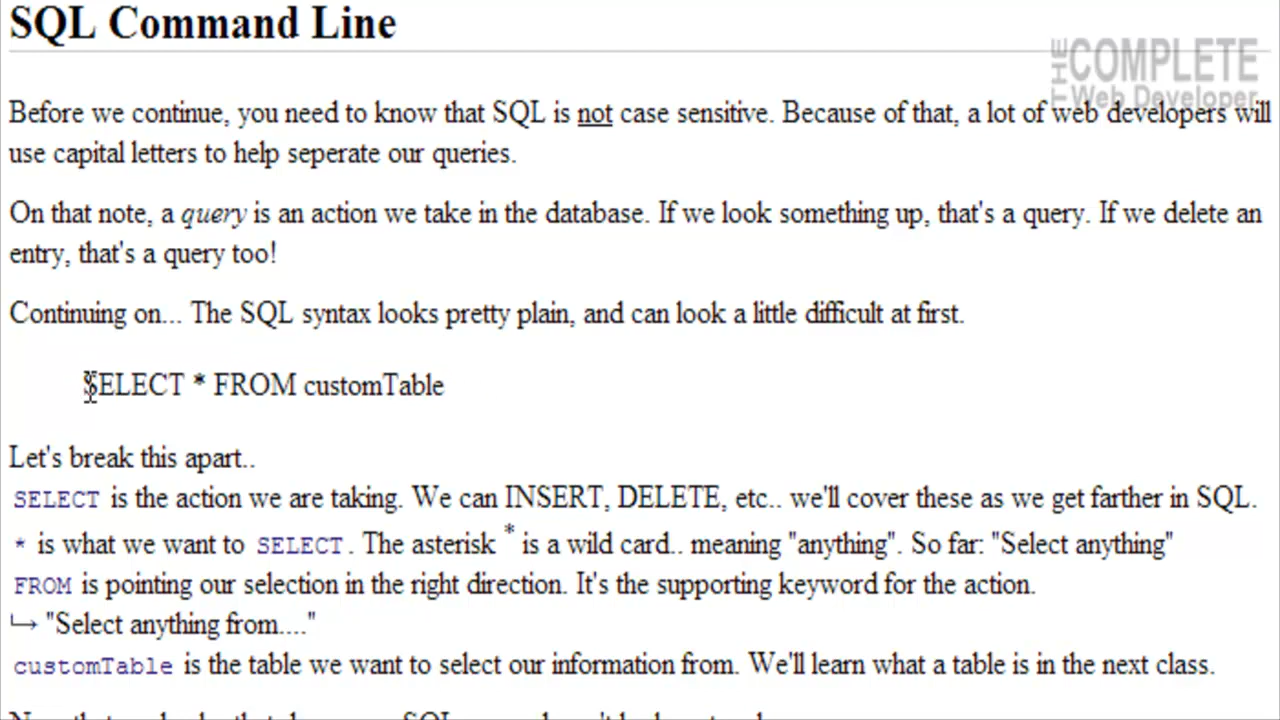 SQL Command Line
THE COMPLETE
Web Developer
Before we continue, you need to know that SQL is not case sensitive. Because of that, a lot of web developers will
use capital letters to help seperate our queries.
On that note, a query is an action we take in the database. If we look something up, that's a query. If we delete an
entry, that's a query too!
Continuing on... The SQL syntax looks pretty plain, and can look a little difficult at first.
SELECT * FROM customTable
Let's break this apart..
SELECT is the action we are taking. We can INSERT, DELETE, etc.. we'll cover these as we get farther in SQL.
* is what we want to SELECT. The asterisk * is a wild card.. meaning "anything". So far: "Select anything"
FROM is pointing our selection in the right direction. It's the supporting keyword for the action.
↪ "Select anything from...."
customTable is the table we want to select our information from. We'll learn what a table is in the next class.